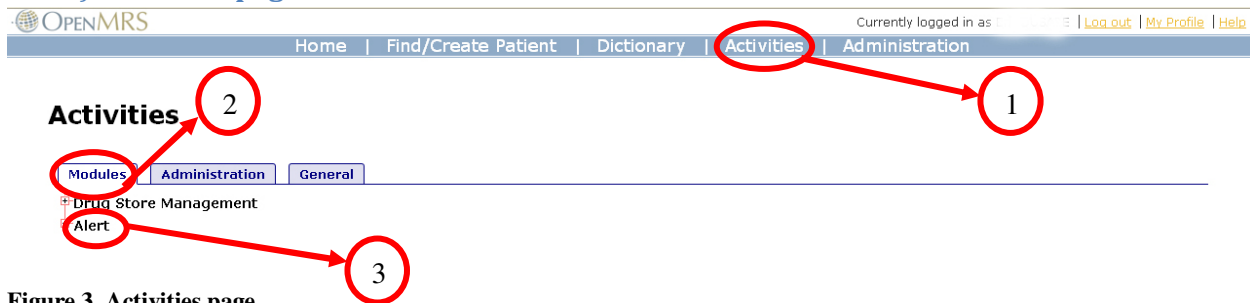 OPENMRS
Currently logged in as | Log out | My Profile | Help
Home | Find/Create Patient | Dictionary | Activities | Administration
1
Activities
2
Modules Administration General
Drug Store Management
Alert
3
Figure 3. Activities page